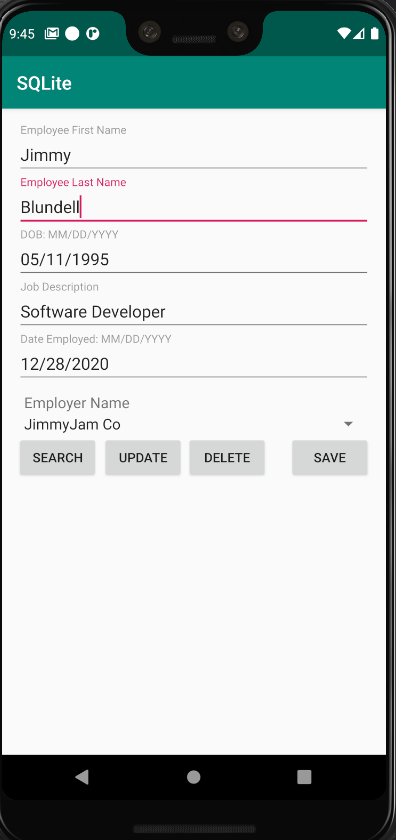 9:45
SQLite
Employee First Name
Jimmy
Employee Last Name
Blundell
DOB: MM/DD/YYYY
05/11/1995
Job Description
Software Developer
Date Employed: MM/DD/YYYY
12/28/2020
Employer Name
JimmyJam Co
SEARCH UPDATE DELETE SAVE